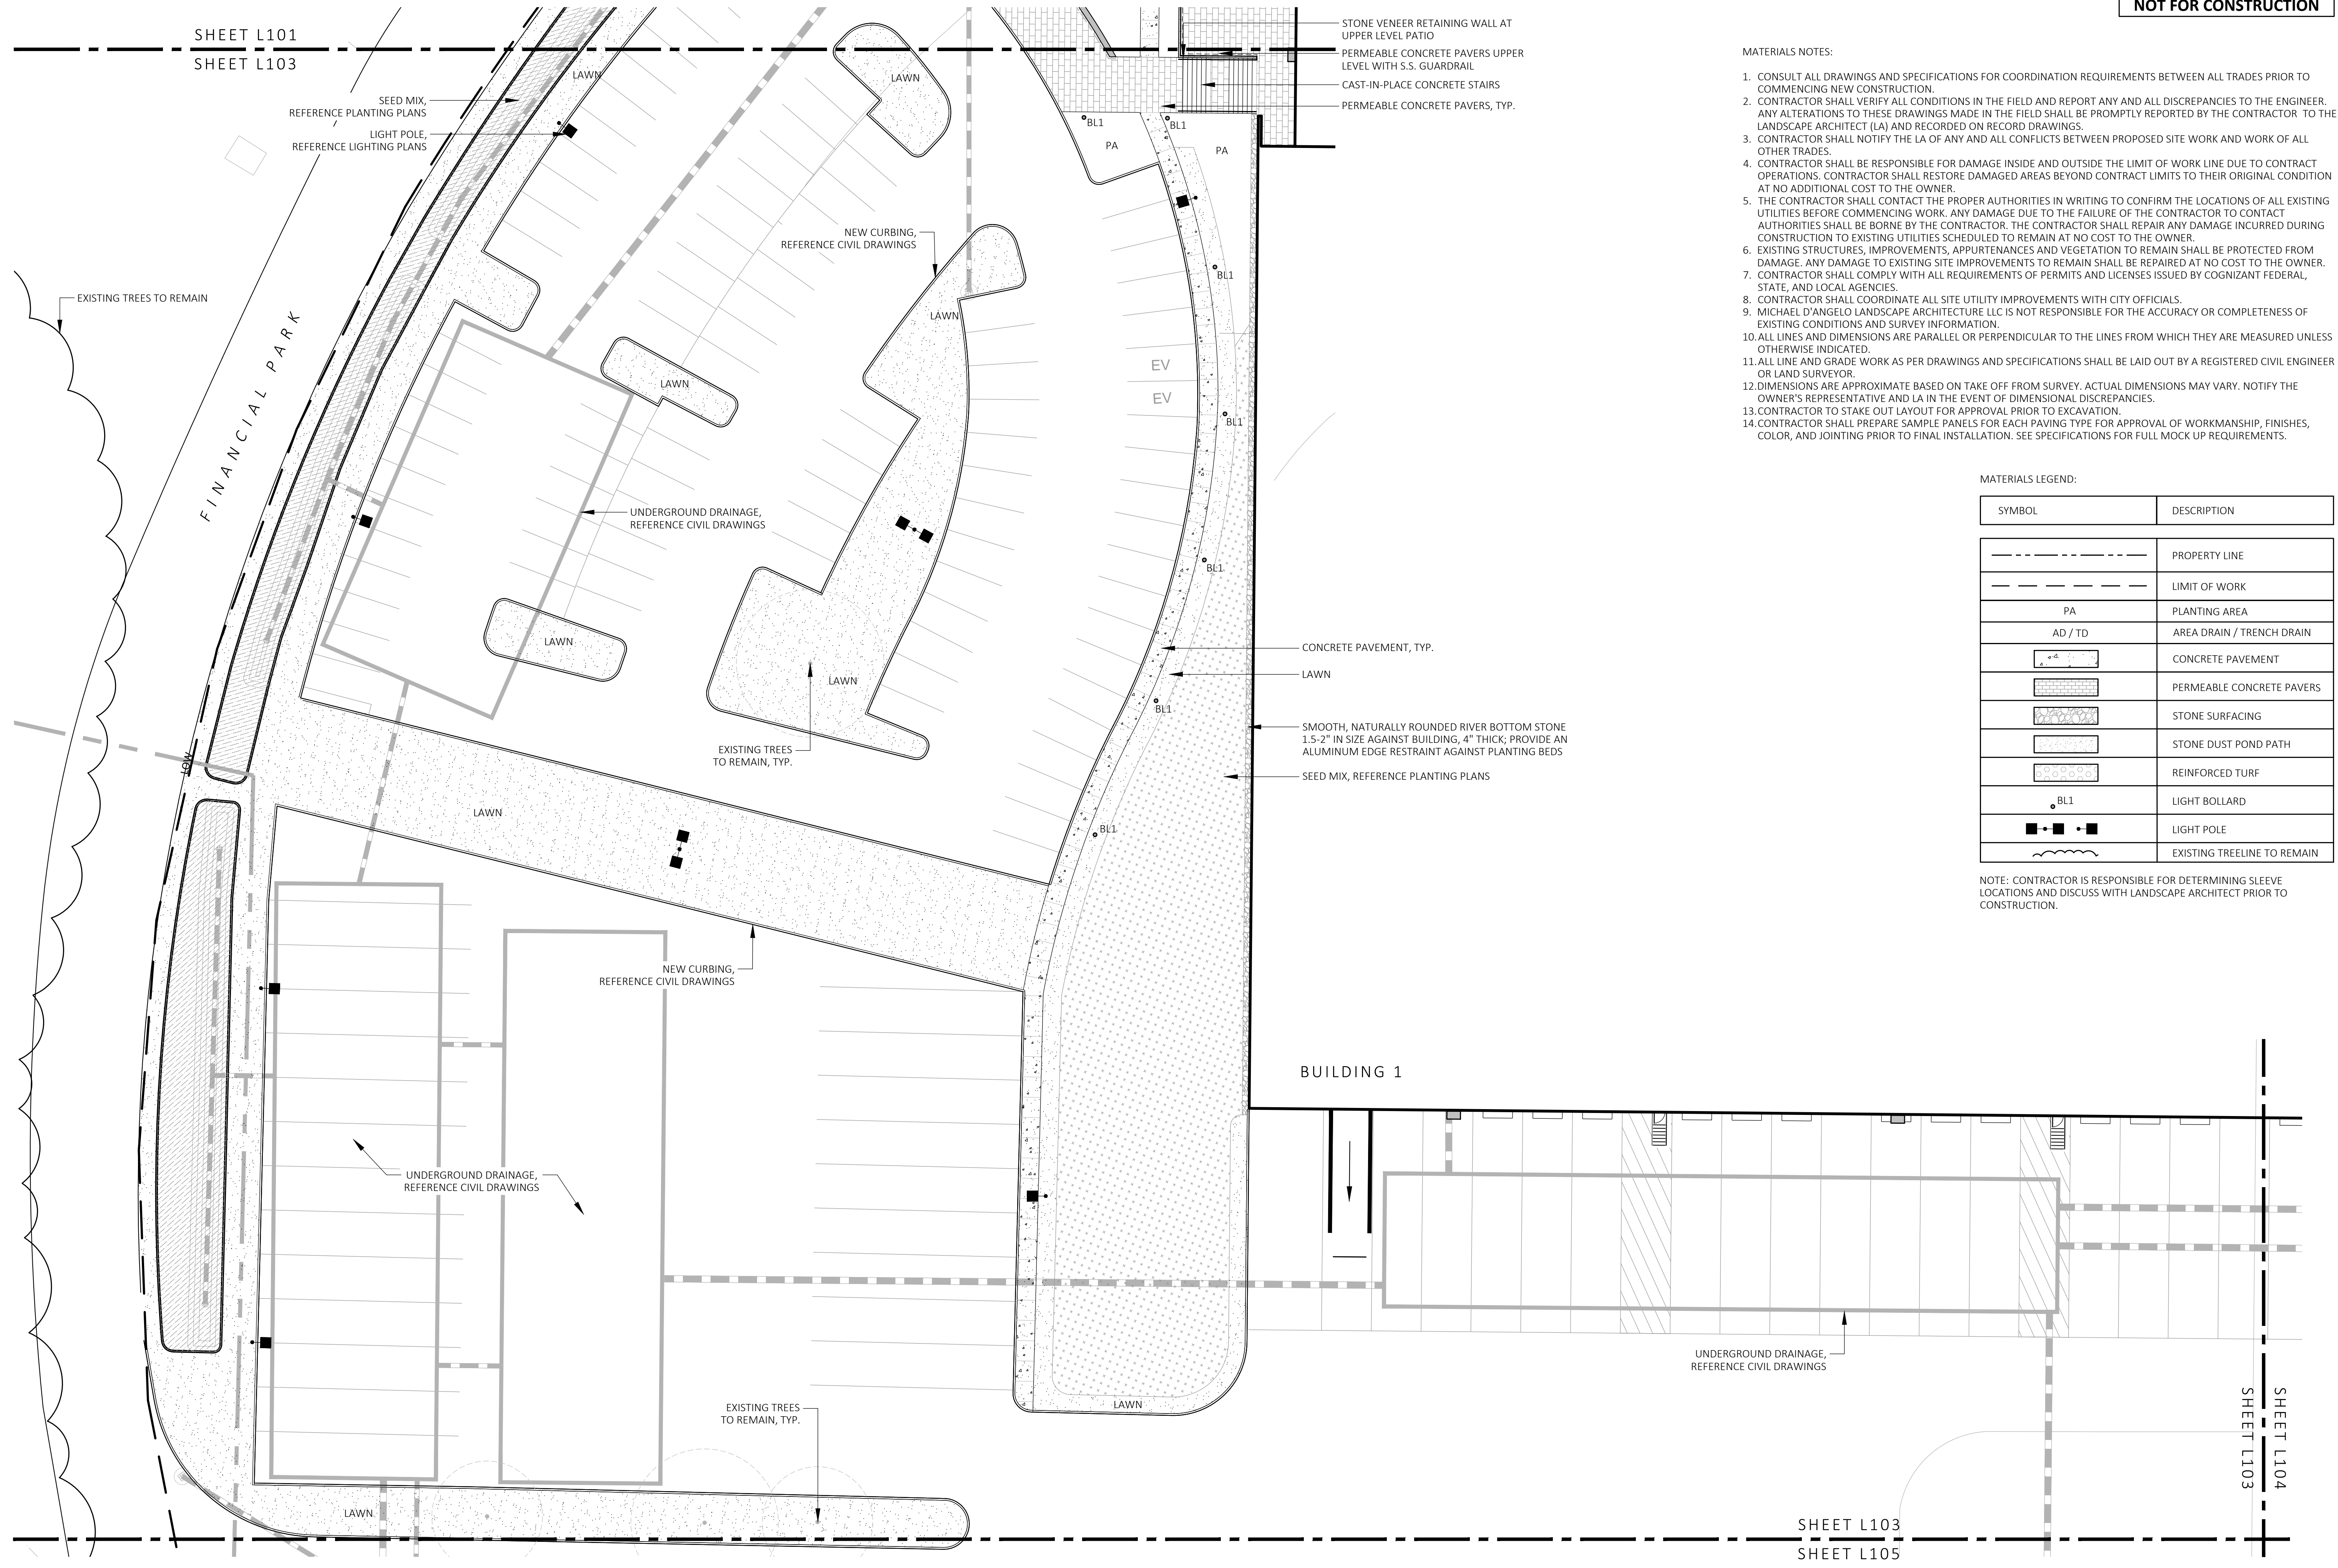 NOT FOR CONSTRUCTION
SHEET L101
SHEET L103
SEED MIX,
REFERENCE PLANTING PLANS
LIGHT POLE,
REFERENCE LIGHTING PLANS
EXISTING TREES TO REMAIN
FINANCIAL PARK
LAWN
LAWN
NEW CURBING,
REFERENCE CIVIL DRAWINGS
LAWN
LAWN
UNDERGROUND DRAINAGE,
REFERENCE CIVIL DRAWINGS
LAWN
LAWN
EXISTING TREES
TO REMAIN, TYP.
LOW
LAWN
NEW CURBING,
REFERENCE CIVIL DRAWINGS
UNDERGROUND DRAINAGE,
REFERENCE CIVIL DRAWINGS
EXISTING TREES
TO REMAIN, TYP.
LAWN
LAWN
STONE VENEER RETAINING WALL AT
UPPER LEVEL PATIO
PERMEABLE CONCRETE PAVERS UPPER
LEVEL WITH S.S. GUARDRAIL
CAST-IN-PLACE CONCRETE STAIRS
PERMEABLE CONCRETE PAVERS, TYP.
BL1
BL1
PA
PA
BL1
EV
EV
BL1
BL1
BL1
BL1
CONCRETE PAVEMENT, TYP.
LAWN
SMOOTH, NATURALLY ROUNDED RIVER BOTTOM STONE
1.5-2" IN SIZE AGAINST BUILDING, 4" THICK; PROVIDE AN
ALUMINUM EDGE RESTRAINT AGAINST PLANTING BEDS
SEED MIX, REFERENCE PLANTING PLANS
BUILDING 1
UNDERGROUND DRAINAGE,
REFERENCE CIVIL DRAWINGS
SHEET L103
SHEET L104
SHEET L103
SHEET L105
MATERIALS NOTES:
1. CONSULT ALL DRAWINGS AND SPECIFICATIONS FOR COORDINATION REQUIREMENTS BETWEEN ALL TRADES PRIOR TO
COMMENCING NEW CONSTRUCTION.
2. CONTRACTOR SHALL VERIFY ALL CONDITIONS IN THE FIELD AND REPORT ANY AND ALL DISCREPANCIES TO THE ENGINEER.
ANY ALTERATIONS TO THESE DRAWINGS MADE IN THE FIELD SHALL BE PROMPTLY REPORTED BY THE CONTRACTOR TO THE
LANDSCAPE ARCHITECT (LA) AND RECORDED ON RECORD DRAWINGS.
3. CONTRACTOR SHALL NOTIFY THE LA OF ANY AND ALL CONFLICTS BETWEEN PROPOSED SITE WORK AND WORK OF ALL
OTHER TRADES.
4. CONTRACTOR SHALL BE RESPONSIBLE FOR DAMAGE INSIDE AND OUTSIDE THE LIMIT OF WORK LINE DUE TO CONTRACT
OPERATIONS. CONTRACTOR SHALL RESTORE DAMAGED AREAS BEYOND CONTRACT LIMITS TO THEIR ORIGINAL CONDITION
AT NO ADDITIONAL COST TO THE OWNER.
5. THE CONTRACTOR SHALL CONTACT THE PROPER AUTHORITIES IN WRITING TO CONFIRM THE LOCATIONS OF ALL EXISTING
UTILITIES BEFORE COMMENCING WORK. ANY DAMAGE DUE TO THE FAILURE OF THE CONTRACTOR TO CONTACT
AUTHORITIES SHALL BE BORNE BY THE CONTRACTOR. THE CONTRACTOR SHALL REPAIR ANY DAMAGE INCURRED DURING
CONSTRUCTION TO EXISTING UTILITIES SCHEDULED TO REMAIN AT NO COST TO THE OWNER.
6. EXISTING STRUCTURES, IMPROVEMENTS, APPURTENANCES AND VEGETATION TO REMAIN SHALL BE PROTECTED FROM
DAMAGE. ANY DAMAGE TO EXISTING SITE IMPROVEMENTS TO REMAIN SHALL BE REPAIRED AT NO COST TO THE OWNER.
7. CONTRACTOR SHALL COMPLY WITH ALL REQUIREMENTS OF PERMITS AND LICENSES ISSUED BY COGNIZANT FEDERAL,
STATE, AND LOCAL AGENCIES.
8. CONTRACTOR SHALL COORDINATE ALL SITE UTILITY IMPROVEMENTS WITH CITY OFFICIALS.
9. MICHAEL D'ANGELO LANDSCAPE ARCHITECTURE LLC IS NOT RESPONSIBLE FOR THE ACCURACY OR COMPLETENESS OF
EXISTING CONDITIONS AND SURVEY INFORMATION.
10.ALL LINES AND DIMENSIONS ARE PARALLEL OR PERPENDICULAR TO THE LINES FROM WHICH THEY ARE MEASURED UNLESS
OTHERWISE INDICATED.
11.ALL LINE AND GRADE WORK AS PER DRAWINGS AND SPECIFICATIONS SHALL BE LAID OUT BY A REGISTERED CIVIL ENGINEER
OR LAND SURVEYOR.
12.DIMENSIONS ARE APPROXIMATE BASED ON TAKE OFF FROM SURVEY. ACTUAL DIMENSIONS MAY VARY. NOTIFY THE
OWNER'S REPRESENTATIVE AND LA IN THE EVENT OF DIMENSIONAL DISCREPANCIES.
13.CONTRACTOR TO STAKE OUT LAYOUT FOR APPROVAL PRIOR TO EXCAVATION.
14.CONTRACTOR SHALL PREPARE SAMPLE PANELS FOR EACH PAVING TYPE FOR APPROVAL OF WORKMANSHIP, FINISHES,
COLOR, AND JOINTING PRIOR TO FINAL INSTALLATION. SEE SPECIFICATIONS FOR FULL MOCK UP REQUIREMENTS.
MATERIALS LEGEND:
SYMBOL DESCRIPTION
PROPERTY LINE
LIMIT OF WORK
PA PLANTING AREA
AD / TD AREA DRAIN / TRENCH DRAIN
CONCRETE PAVEMENT
PERMEABLE CONCRETE PAVERS
STONE SURFACING
STONE DUST POND PATH
REINFORCED TURF
BL1 LIGHT BOLLARD
LIGHT POLE
EXISTING TREELINE TO REMAIN
NOTE: CONTRACTOR IS RESPONSIBLE FOR DETERMINING SLEEVE
LOCATIONS AND DISCUSS WITH LANDSCAPE ARCHITECT PRIOR TO
CONSTRUCTION.